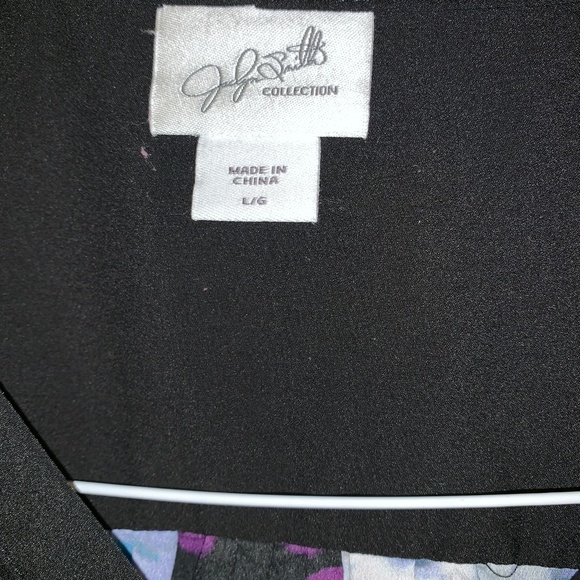 Jaclyn Smith
COLLECTION
MADE IN
CHINA
L/G